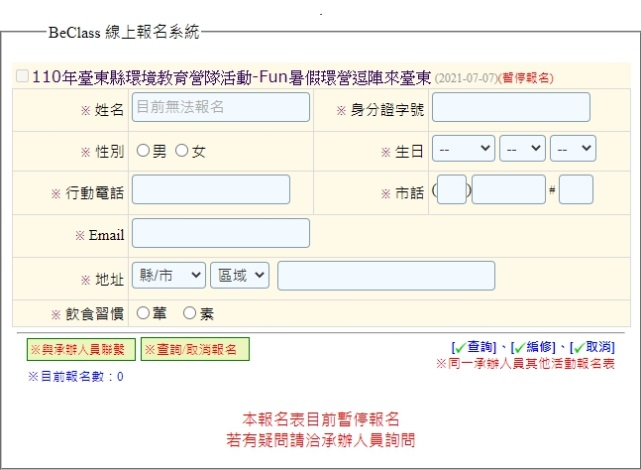 BeClass 線上報名系統
110年臺東縣環境教育營隊活動-Fun暑假環營逗陣來臺東 (2021-07-07)(暫停報名)
※ 姓名 目前無法報名 ※ 身分證字號
※ 性別 男 女 ※ 生日 -- -- --
※ 行動電話 ※ 市話 ( ) #
※ Email
※ 地址 縣/市 區域
※ 飲食習慣 葷 素
※與承辦人員聯繫 ※查詢/取消報名 [✓查詢]、[✓編修]、[✓取消]
※同一承辦人員其他活動報名表
※目前報名數：0
本報名表目前暫停報名
若有疑問請洽承辦人員詢問